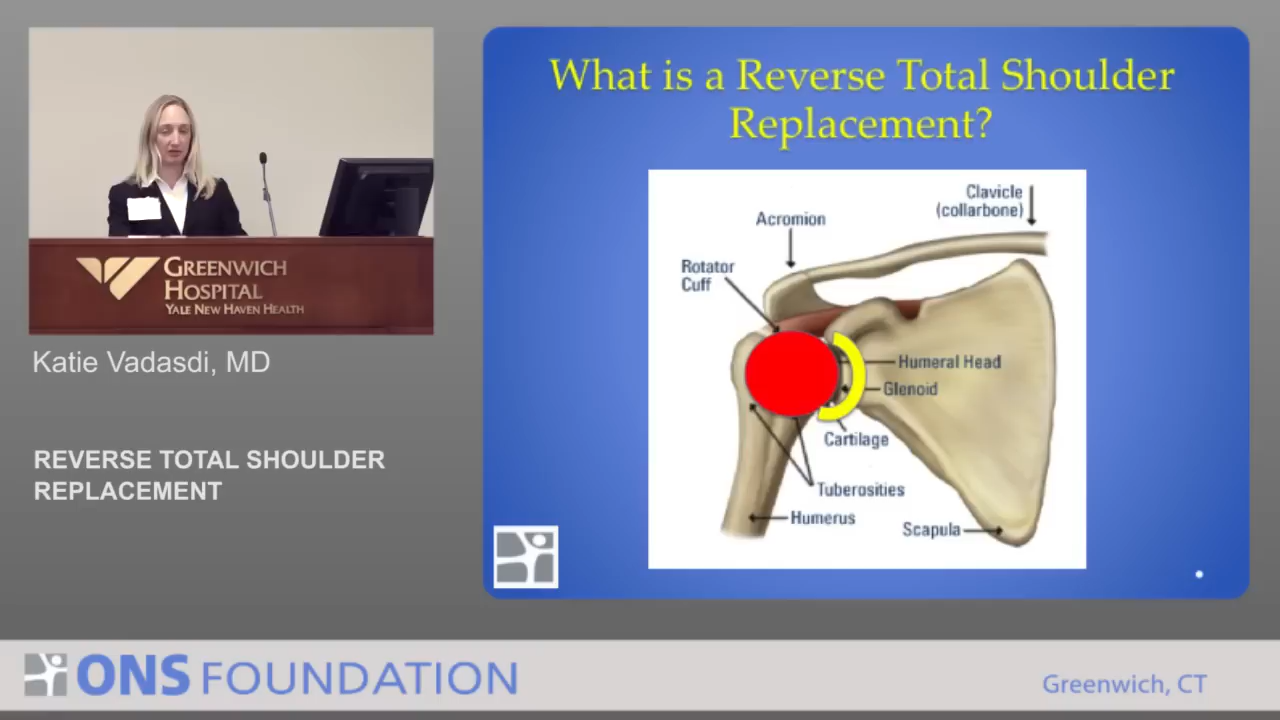 What is a Reverse Total Shoulder
Replacement?
Clavicle
(collarbone)
Acromion
Rotator
Cuff
Humeral Head
Glenoid
Cartilage
Tuberosities
Humerus
Scapula
GREENWICH
HOSPITAL
YALE NEW HAVEN HEALTH
Katie Vadasdi, MD
REVERSE TOTAL SHOULDER
REPLACEMENT
ONS FOUNDATION
Greenwich, CT